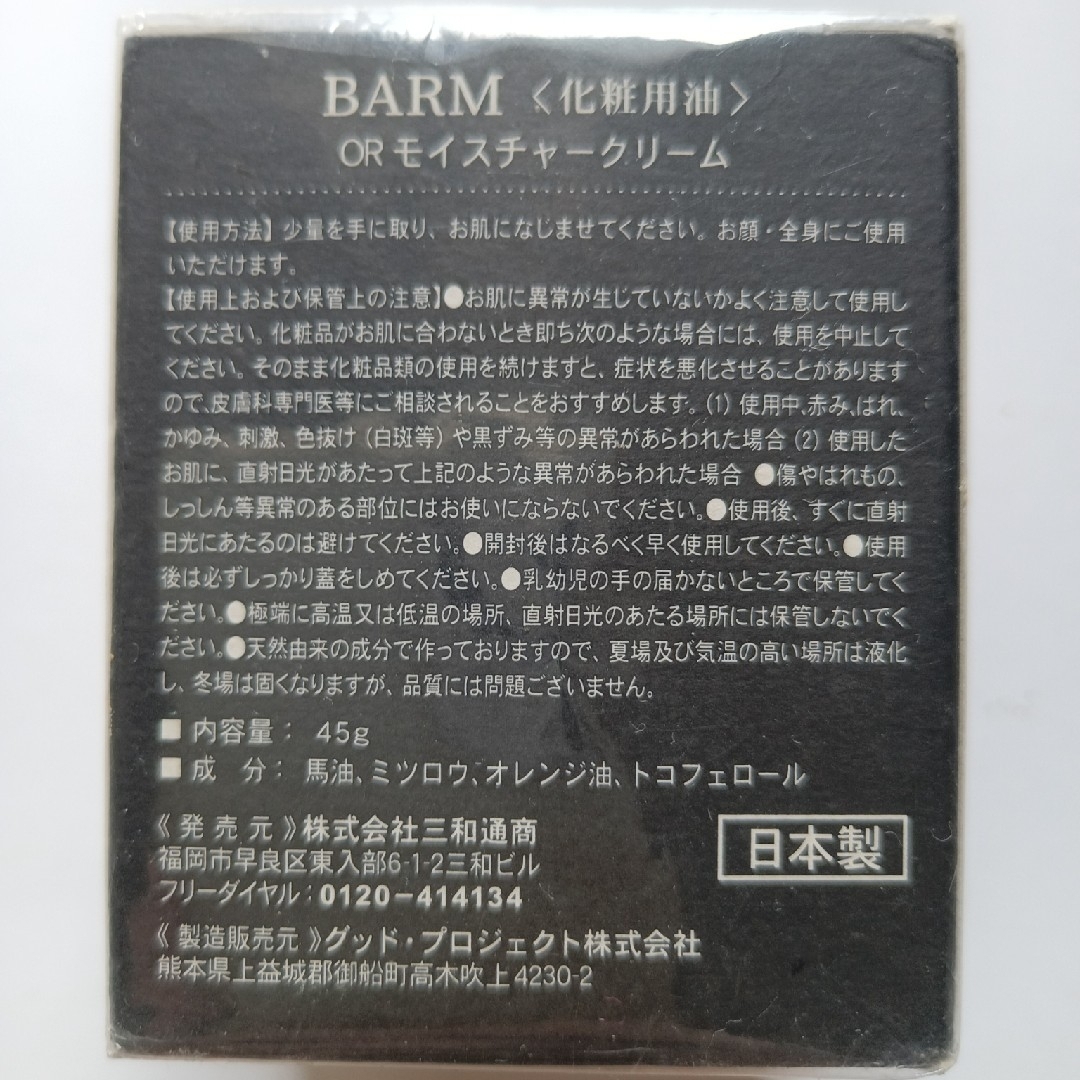 BARM〈化粧用油〉
ORモイスチャークリーム
【使用方法】少量を手に取り、お肌になじませてください。お顔・全身にご使用
いただけます。
【使用上および保管上の注意】●お肌に異常が生じていないかよく注意して使用し
てください。化粧品がお肌に合わないとき即ち次のような場合には、使用を中止して
ください。そのまま化粧品類の使用を続けますと、症状を悪化させることがあります
ので、皮膚科専門医等にご相談されることをおすすめします。(1) 使用中、赤み、はれ、
かゆみ、刺激、色抜け（白斑等）や黒ずみ等の異常があらわれた場合 (2) 使用した
お肌に、直射日光があたって上記のような異常があらわれた場合 ●傷やはれもの、
しっしん等異常のある部位にはお使いにならないでください。●使用後、すぐに直射
日光にあたるのは避けてください。●開封後はなるべく早く使用してください。●使用
後は必ずしっかり蓋をしめてください。●乳幼児の手の届かないところで保管してく
ださい。●極端に高温又は低温の場所、直射日光のあたる場所には保管しないでく
ださい。●天然由来の成分で作っておりますので、夏場及び気温の高い場所は液化
し、冬場は固くなりますが、品質には問題ございません。
■ 内容量： 45g
■ 成　分： 馬油、ミツロウ、オレンジ油、トコフェロール
《発売元》株式会社三和通商
福岡市早良区東入部6-1-2三和ビル
フリーダイヤル：0120-414134
日本製
《製造販売元》グッド・プロジェクト株式会社
熊本県上益城郡御船町高木吹上4230-2